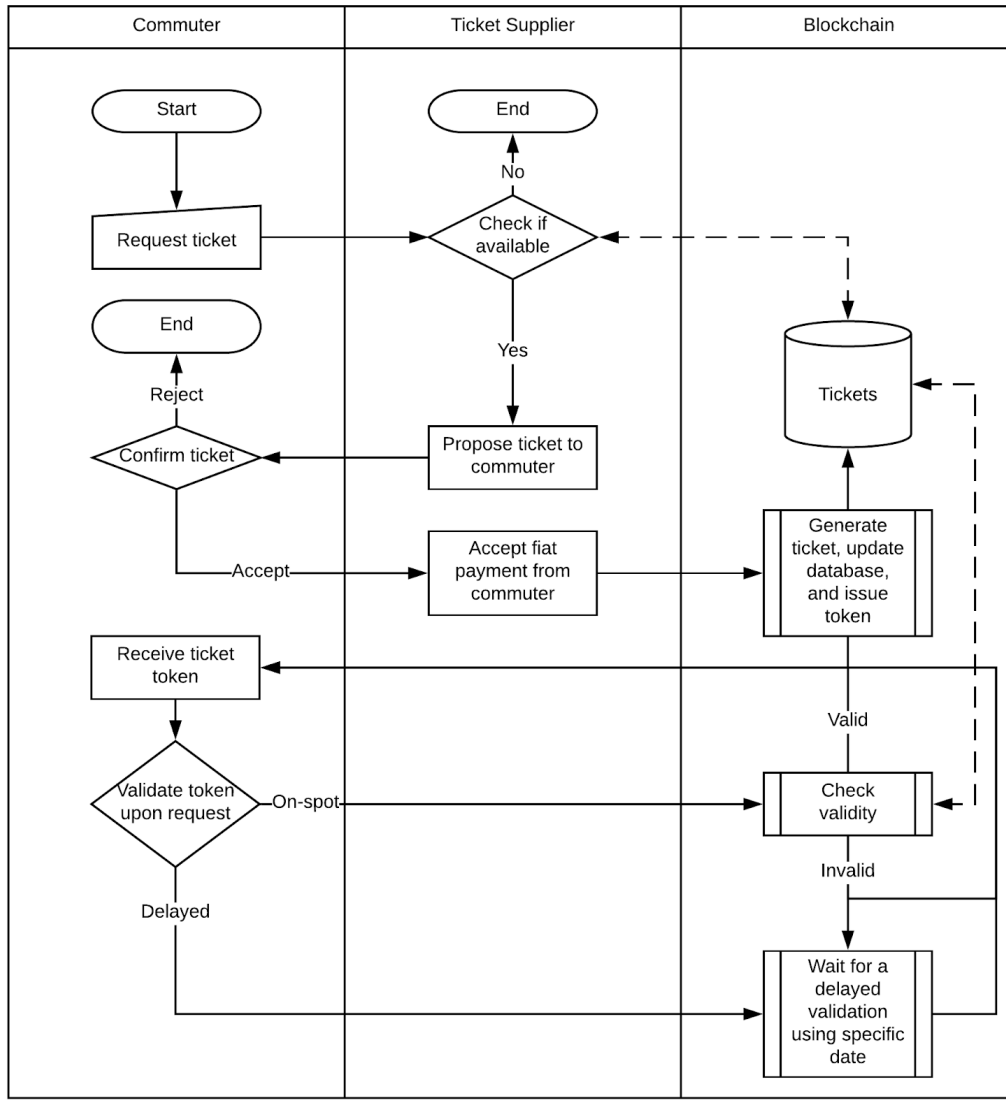 Commuter
Ticket Supplier
Blockchain
Start
End
No
Request ticket
Check if
available
End
Yes
Tickets
Reject
Confirm ticket
Propose ticket to
commuter
Generate
ticket, update
database,
and issue
token
Accept
Accept fiat
payment from
commuter
Receive ticket
token
Valid
Validate token
upon request
On-spot
Check
validity
Invalid
Delayed
Wait for a
delayed
validation
using specific
date